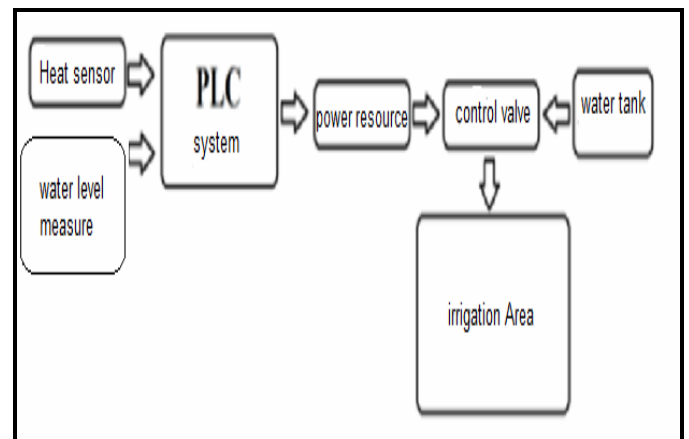 Heat sensor
PLC
system
power resource
control valve
water tank
water level
measure
irrigation Area